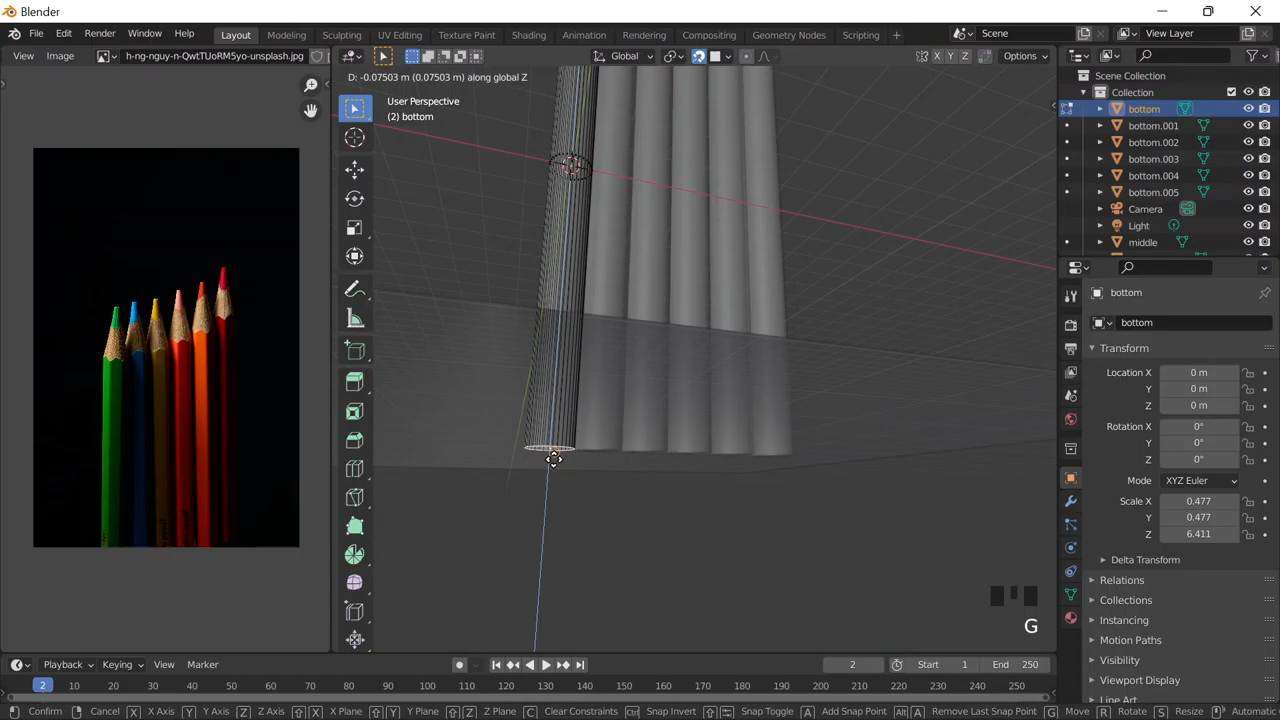 Blender
File Edit Render Window Help Layout Modeling Sculpting UV Editing Texture Paint Shading Animation Rendering Compositing Geometry Nodes Scripting + Scene View Layer
View Image h-ng-nguy-n-QwtTUoRM5yo-unsplash.jpg Global X Y Z Options
D: -0.07503 m (0.07503 m) along global Z
Scene Collection
Collection
User Perspective
(2) bottom
bottom
bottom.001
bottom.002
bottom.003
bottom.004
bottom.005
Camera
Light
middle
bottom
bottom
Transform
Location X 0 m
Y 0 m
Z 0 m
Rotation X 0°
Y 0°
Z 0°
Mode XYZ Euler
Scale X 0.477
Y 0.477
Z 6.411
Delta Transform
Relations
Collections
Instancing
Motion Paths
Visibility
Viewport Display
Line Art
G
Playback Keying View Marker 2 Start 1 End 250
2 10 20 30 40 50 60 70 80 90 100 110 120 130 140 150 160 170 180 190 200 210 220 230 240 250
Confirm Cancel X X Axis Y Y Axis Z Z Axis X X Plane Y Y Plane Z Z Plane C Clear Constraints Ctrl Snap Invert Snap Toggle A Add Snap Point Alt A Remove Last Snap Point G Move R Rotate S Resize Automatic